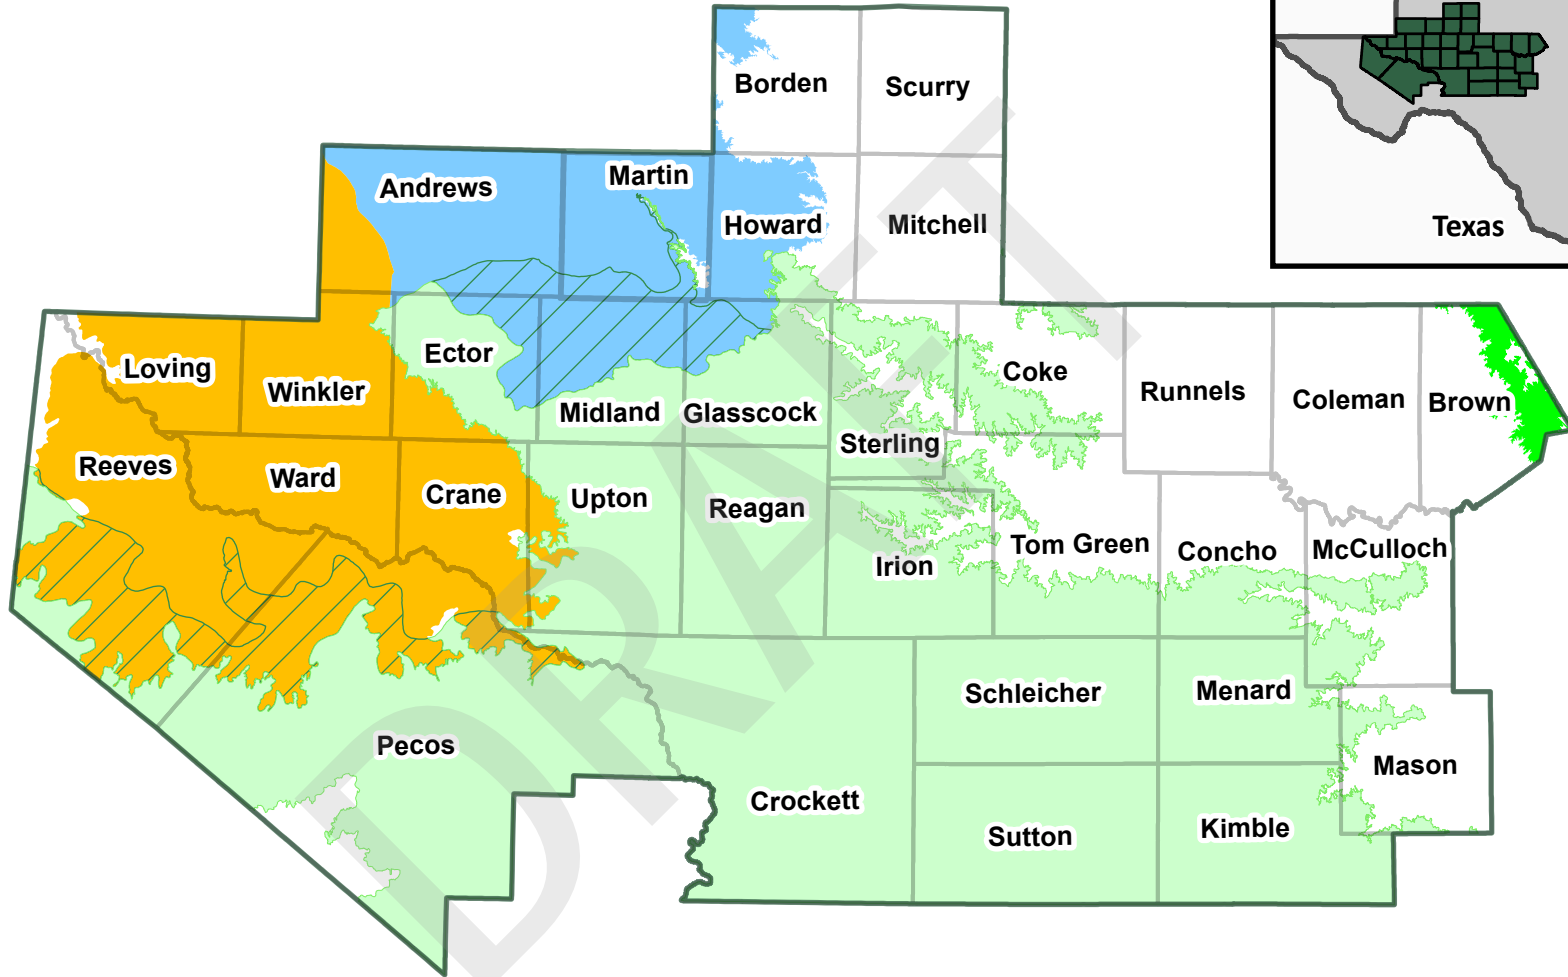 Borden
Scurry
Andrews
Martin
Howard
Mitchell
Texas
Loving
Winkler
Ector
Midland
Glasscock
Sterling
Coke
Runnels
Coleman
Brown
Reeves
Ward
Crane
Upton
Reagan
Irion
Tom Green
Concho
McCulloch
Pecos
Crockett
Schleicher
Menard
Mason
Sutton
Kimble
DRAFT